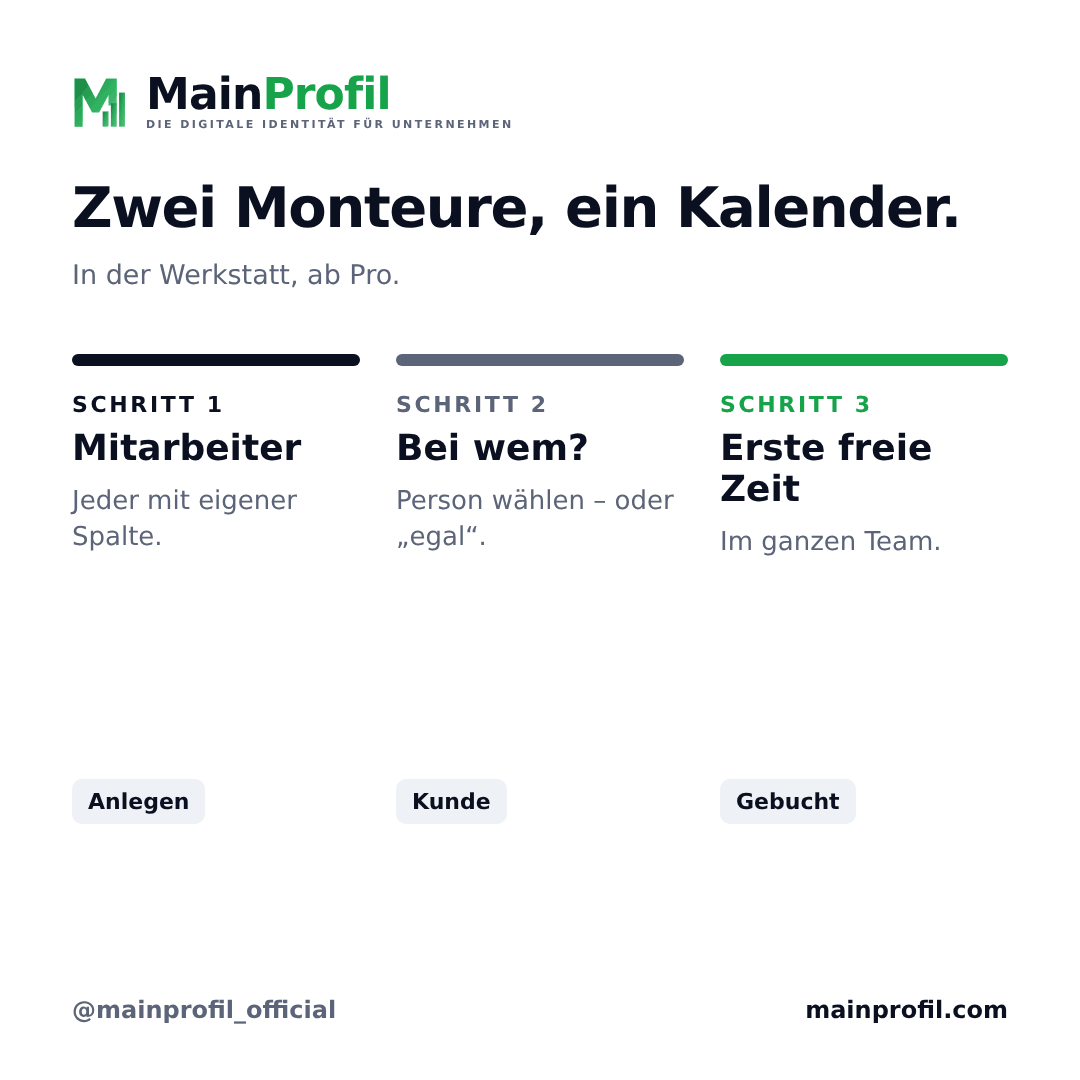 MainProfil
DIE DIGITALE IDENTITÄT FÜR UNTERNEHMEN
Zwei Monteure, ein Kalender.
In der Werkstatt, ab Pro.
SCHRITT 1
Mitarbeiter
Jeder mit eigener
Spalte.
Anlegen
SCHRITT 2
Bei wem?
Person wählen – oder
„egal“.
Kunde
SCHRITT 3
Erste freie
Zeit
Im ganzen Team.
Gebucht
@mainprofil_official
mainprofil.com